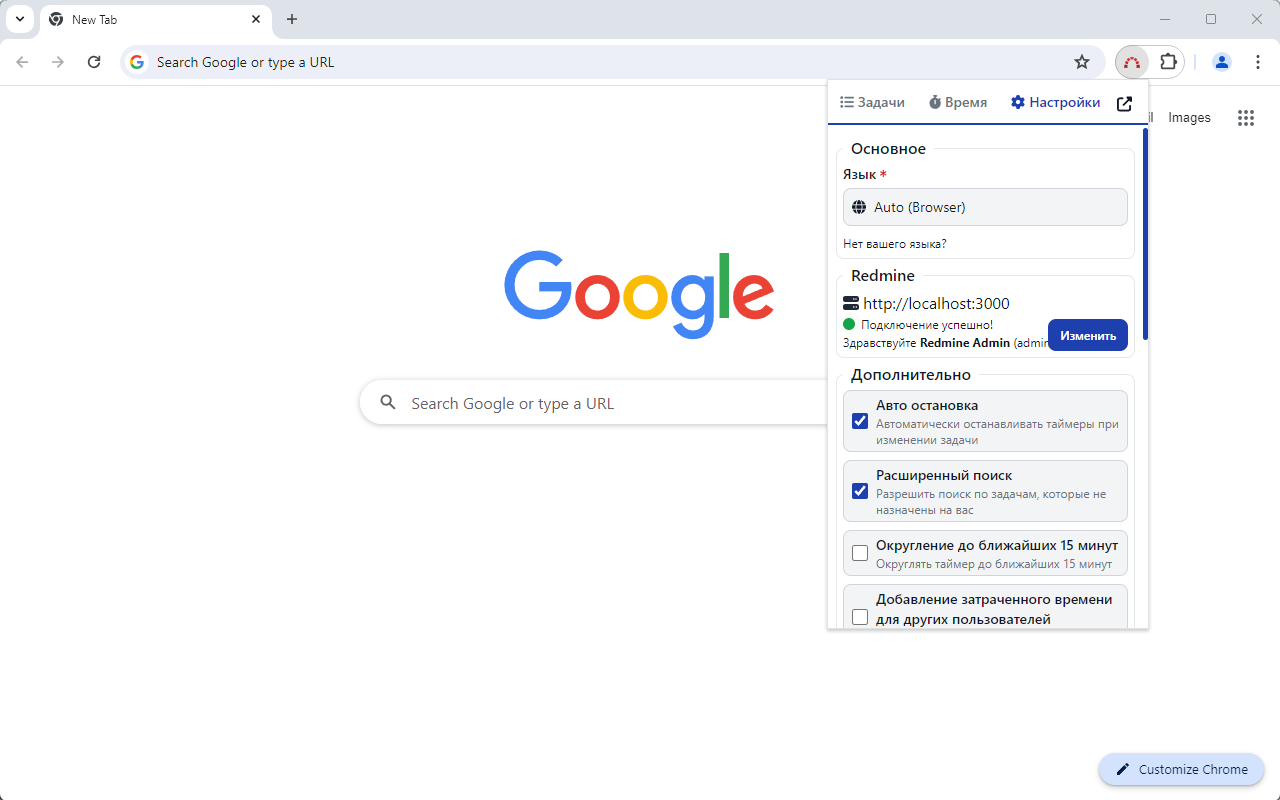 New Tab
Search Google or type a URL
Задачи
Время
Настройки
Images
Основное
Язык *
Auto (Browser)
Нет вашего языка?
Redmine
http://localhost:3000
Подключение успешно!
Здравствуйте Redmine Admin (admin
Изменить
Google
Search Google or type a URL
Дополнительно
Авто остановка
Автоматически останавливать таймеры при
изменении задачи
Расширенный поиск
Разрешить поиск по задачам, которые не
назначены на вас
Округление до ближайших 15 минут
Округлять таймер до ближайших 15 минут
Добавление затраченного времени
для других пользователей
Customize Chrome